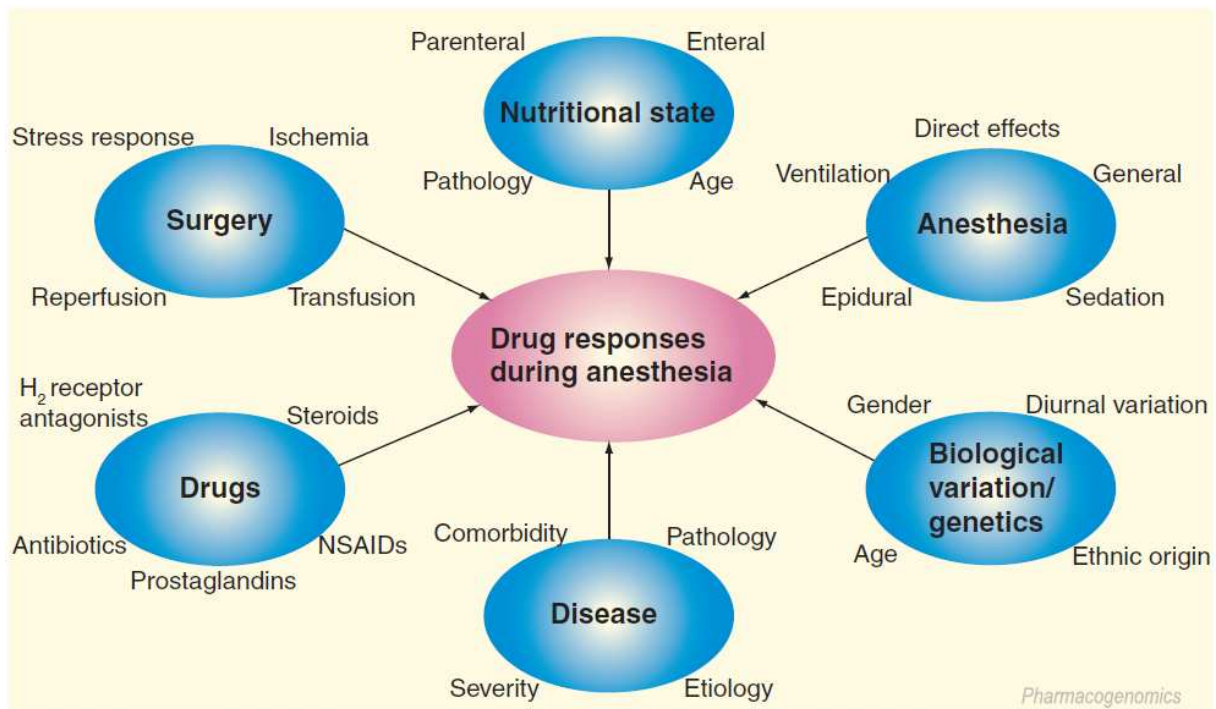 Parenteral
Enteral
Nutritional state
Pathology
Age
Stress response
Ischemia
Surgery
Reperfusion
Transfusion
Direct effects
Ventilation
General
Anesthesia
Epidural
Sedation
Drug responses
during anesthesia
H₂ receptor
antagonists
Steroids
Drugs
Antibiotics
NSAIDs
Prostaglandins
Gender
Diurnal variation
Biological
variation/
genetics
Age
Ethnic origin
Comorbidity
Pathology
Disease
Severity
Etiology
Pharmacogenomics